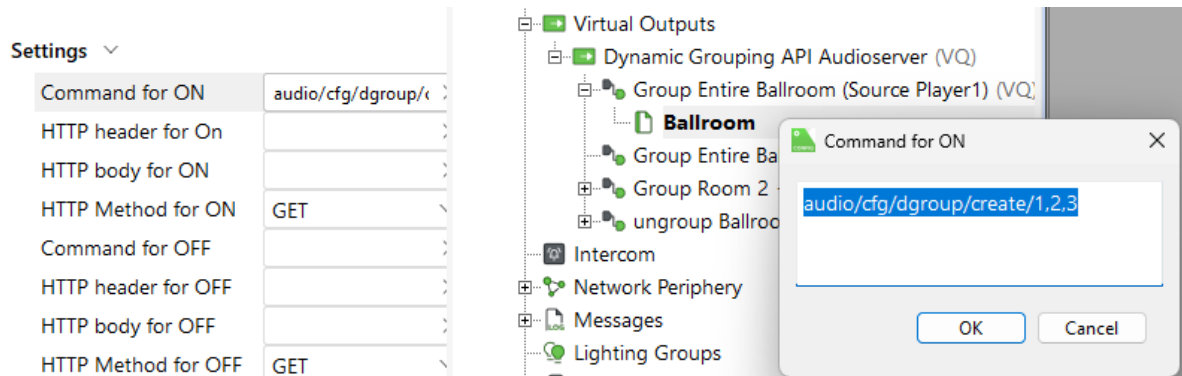 Settings
Command for ON
audio/cfg/dgroup/c
HTTP header for On
HTTP body for ON
HTTP Method for ON
GET
Command for OFF
HTTP header for OFF
HTTP body for OFF
HTTP Method for OFF
GET
Virtual Outputs
Dynamic Grouping API Audioserver (VQ)
Group Entire Ballroom (Source Player1) (VQ)
Ballroom
Group Entire Ba
Group Room 2
ungroup Ballroo
Intercom
Network Periphery
Messages
Lighting Groups
CONFIG
Command for ON
audio/cfg/dgroup/create/1,2,3
OK
Cancel